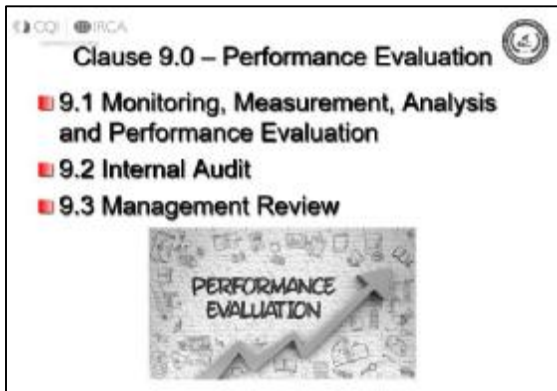 CQI IRCA
Clause 9.0 – Performance Evaluation
9.1 Monitoring, Measurement, Analysis
and Performance Evaluation
9.2 Internal Audit
9.3 Management Review
PERFORMANCE
EVALUATION